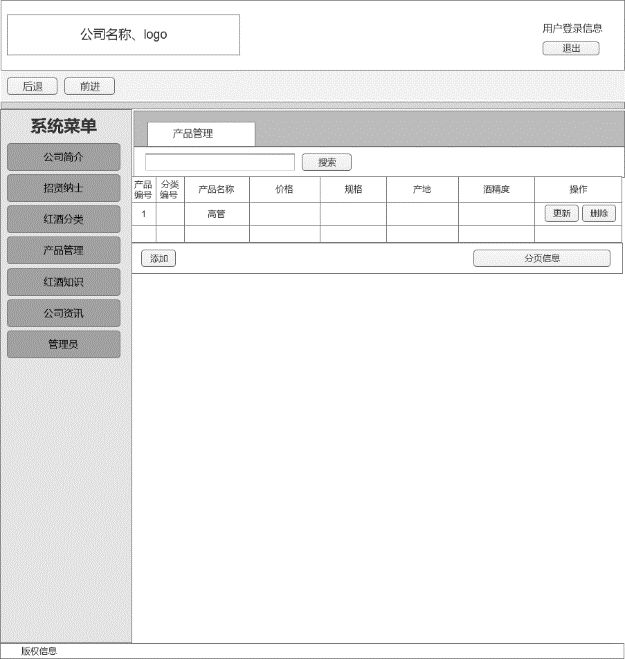 公司名称、logo
用户登录信息
退出
后退
前进
系统菜单
公司简介
招贤纳士
红酒分类
产品管理
红酒知识
公司资讯
管理员
产品管理
搜索
产品
编号
分类
编号
产品名称
价格
规格
产地
酒精度
操作
1
高管
更新
删除
添加
分页信息
版权信息